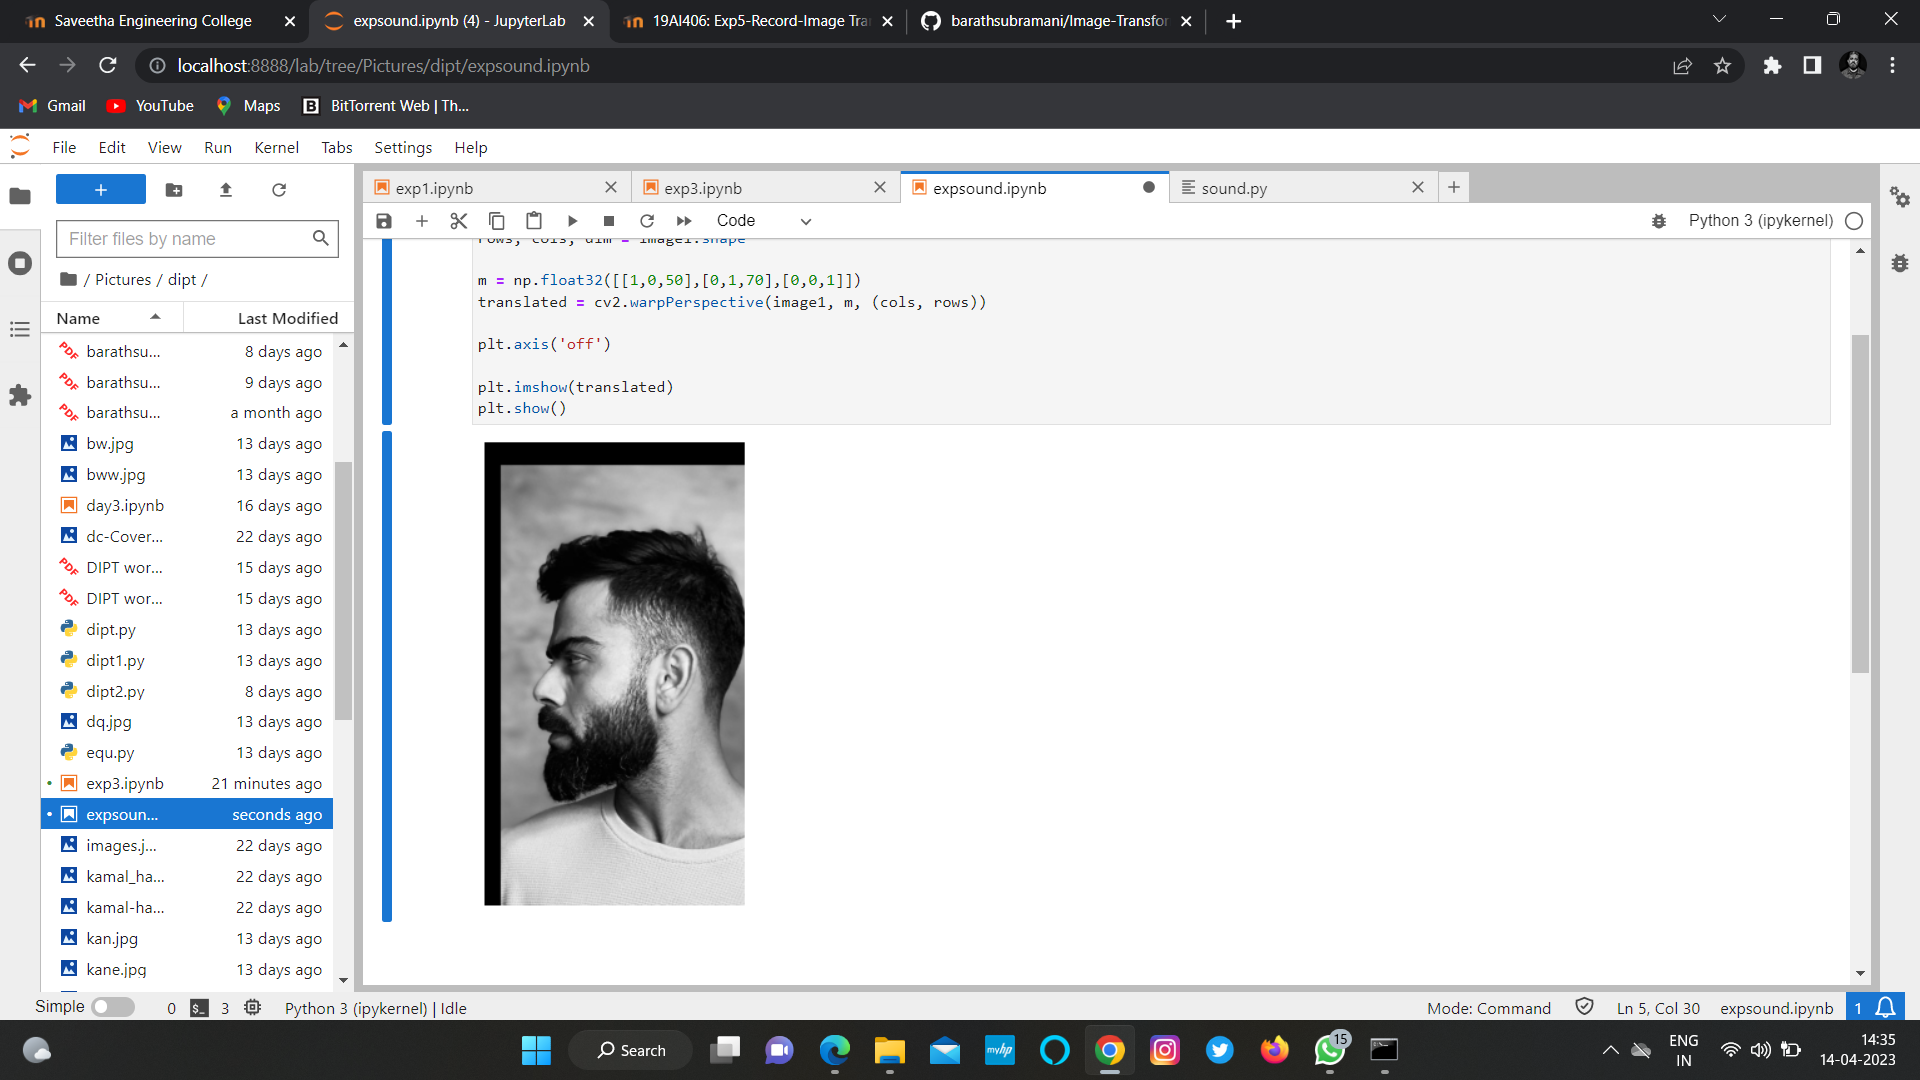 Saveetha Engineering College
expsound.ipynb (4) - JupyterLab
19AI406: Exp5-Record-Image Tra
barathsubramani/Image-Transfor
localhost:8888/lab/tree/Pictures/dipt/expsound.ipynb
Gmail YouTube Maps BitTorrent Web | Th...
File Edit View Run Kernel Tabs Settings Help
exp1.ipynb exp3.ipynb expsound.ipynb sound.py
Code Python 3 (ipykernel)
Filter files by name
/ Pictures / dipt /
Name Last Modified
barathsu... 8 days ago
barathsu... 9 days ago
barathsu... a month ago
bw.jpg 13 days ago
bww.jpg 13 days ago
day3.ipynb 16 days ago
dc-Cover... 22 days ago
DIPT wor... 15 days ago
DIPT wor... 15 days ago
dipt.py 13 days ago
dipt1.py 13 days ago
dipt2.py 8 days ago
dq.jpg 13 days ago
equ.py 13 days ago
exp3.ipynb 21 minutes ago
expsoun... seconds ago
images.j... 22 days ago
kamal_ha... 22 days ago
kamal-ha... 22 days ago
kan.jpg 13 days ago
kane.jpg 13 days ago
rows, cols, dim = image1.shape
m = np.float32([[1,0,50],[0,1,70],[0,0,1]])
translated = cv2.warpPerspective(image1, m, (cols, rows))
plt.axis('off')
plt.imshow(translated)
plt.show()
Simple 0 $_ 3 Python 3 (ipykernel) | Idle Mode: Command Ln 5, Col 30 expsound.ipynb 1
Search myhp 15
ENG
IN
14:35
14-04-2023